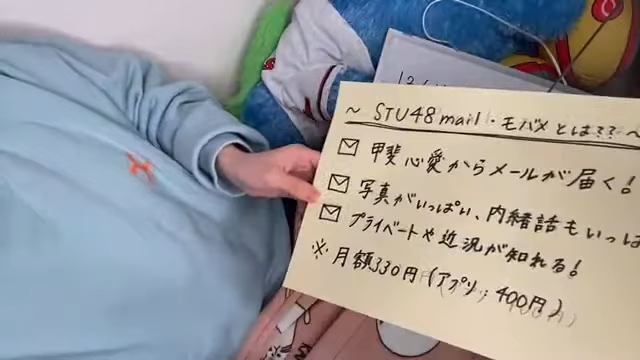 ～STU48mail・モバメとは??～
甲斐心愛からメールが届く!
写真がいっぱい、内緒話もいっぱ
プライベートや近況が知れる!
※月額330円(アプリ;400円)